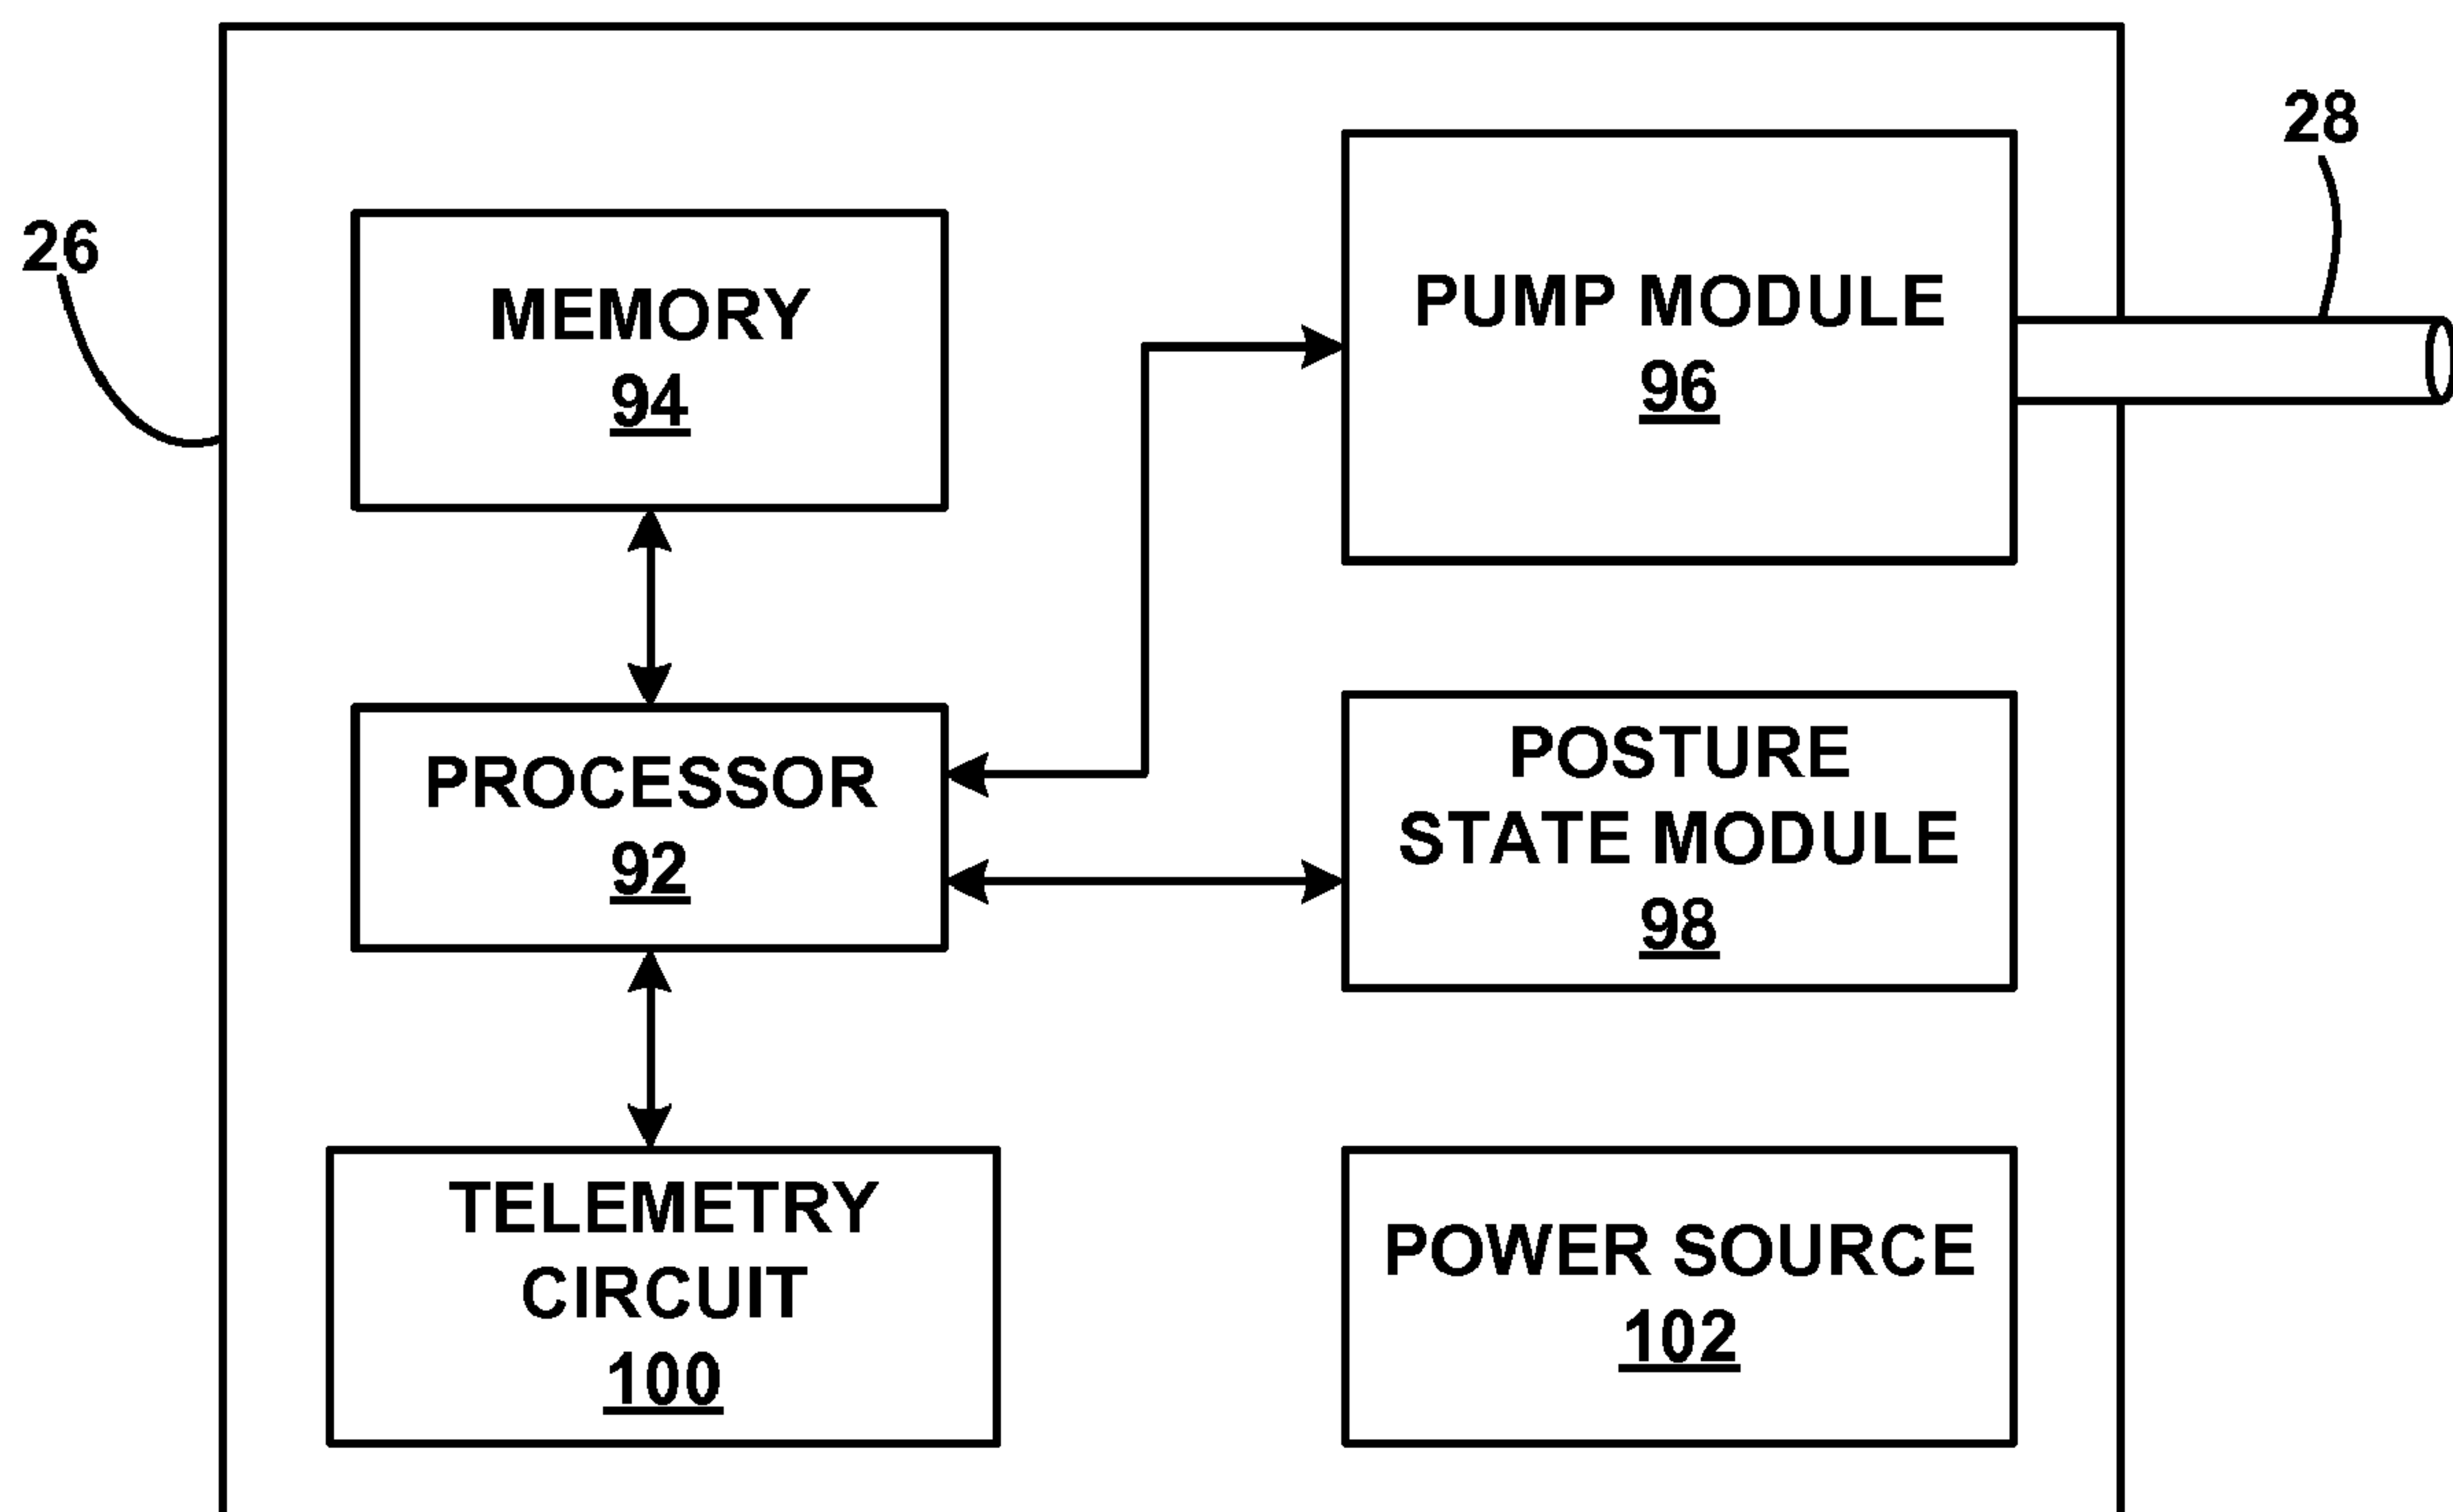 28
26
MEMORY
94
PUMP MODULE
96
PROCESSOR
92
POSTURE
STATE MODULE
98
TELEMETRY
CIRCUIT
100
POWER SOURCE
102